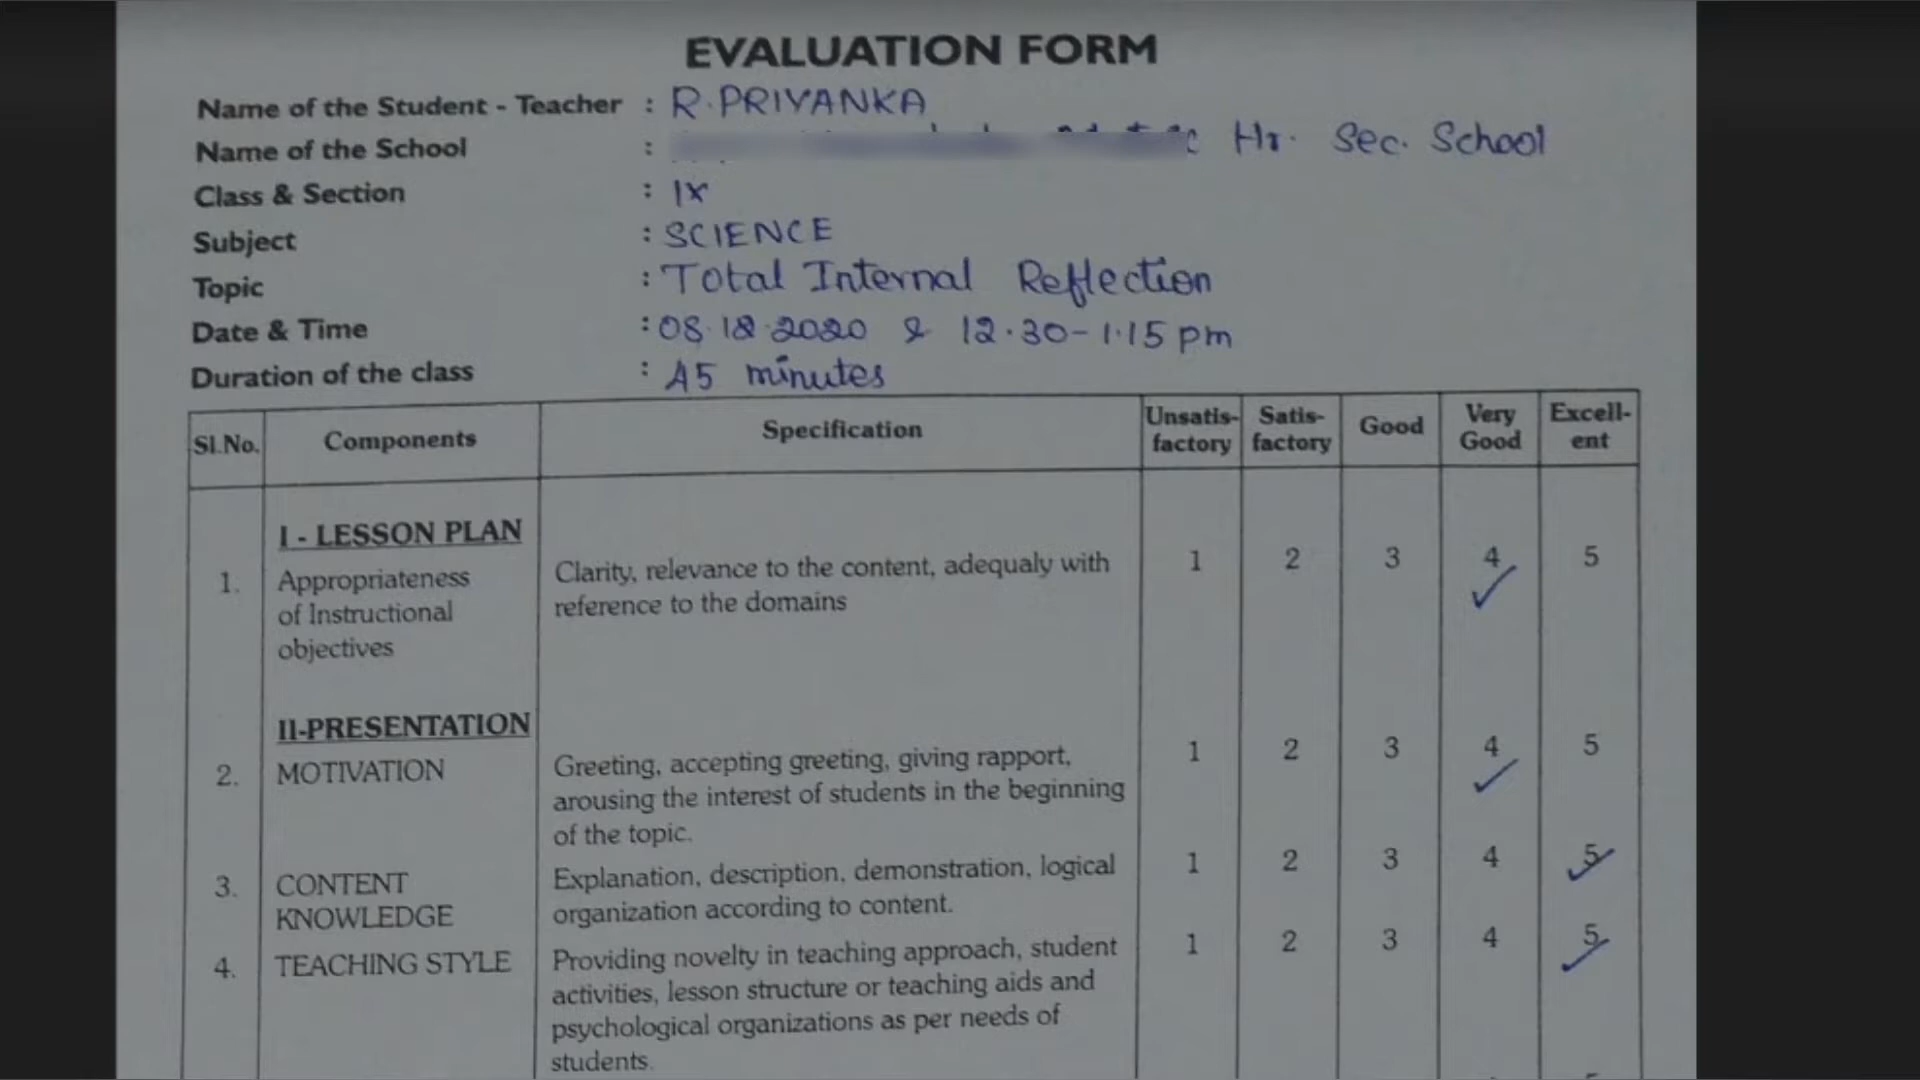 EVALUATION FORM
Name of the Student - Teacher : R. PRIYANKA
Name of the School : Hr. Sec. School
Class & Section : IX
Subject : SCIENCE
Topic : Total Internal Reflection
Date & Time : 08.12.2020 & 12.30-1.15 pm
Duration of the class : 45 minutes
Sl.No. Components Specification Unsatis-factory Satis-factory Good Very Good Excell-ent
I - LESSON PLAN
1. Appropriateness Clarity, relevance to the content, adequaly with 1 2 3 4 5
of Instructional reference to the domains
objectives
II-PRESENTATION
2. MOTIVATION Greeting, accepting greeting, giving rapport, 1 2 3 4 5
arousing the interest of students in the beginning
of the topic.
3. CONTENT Explanation, description, demonstration, logical 1 2 3 4 5
KNOWLEDGE organization according to content.
4. TEACHING STYLE Providing novelty in teaching approach, student 1 2 3 4 5
activities, lesson structure or teaching aids and
psychological organizations as per needs of
students.